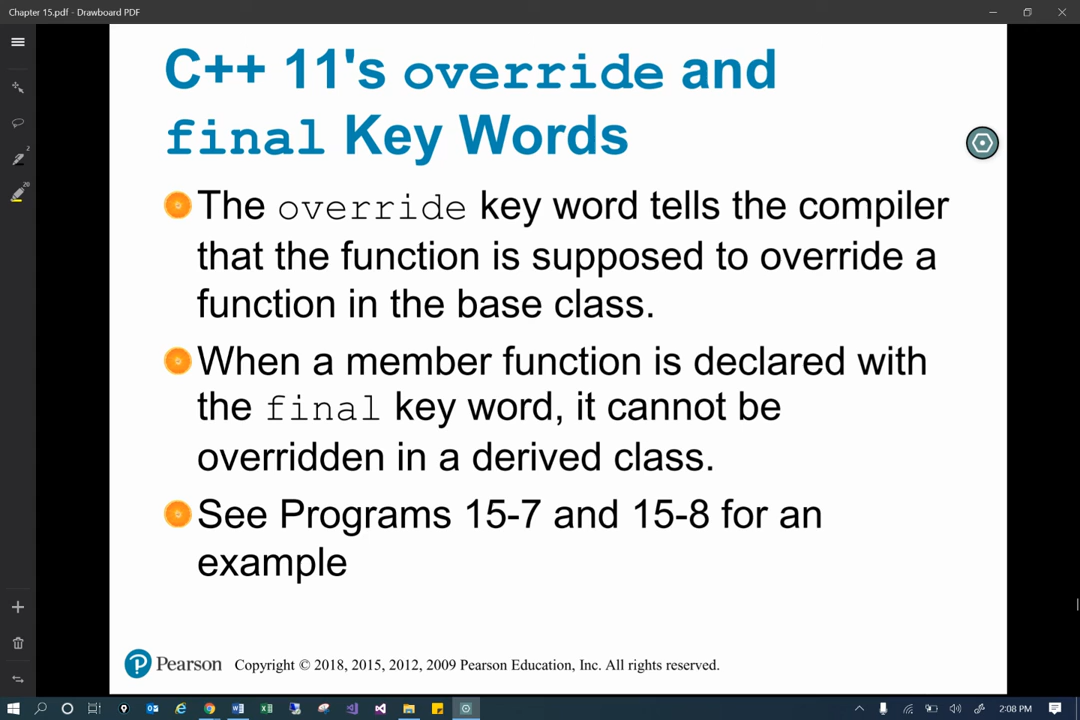 Chapter 15.pdf - Drawboard PDF
C++ 11's override and
final Key Words
The override key word tells the compiler
that the function is supposed to override a
function in the base class.
When a member function is declared with
the final key word, it cannot be
overridden in a derived class.
See Programs 15-7 and 15-8 for an
example
2
20
Pearson
Copyright © 2018, 2015, 2012, 2009 Pearson Education, Inc. All rights reserved.
2:08 PM